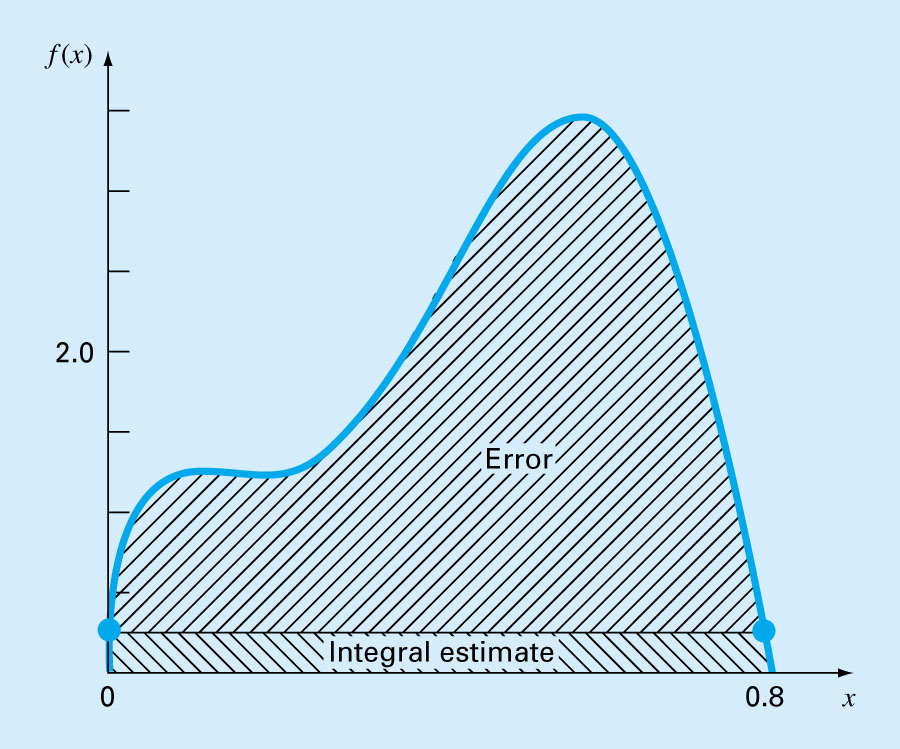 f(x)
2.0
Error
Integral estimate
0
0.8
x